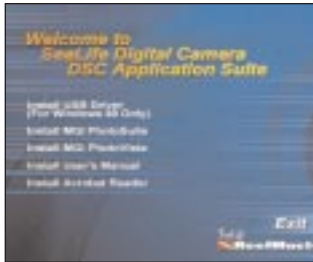 Welcome to
SeaLife Digital Camera
DSC Application Suite
Install USB Driver
(For Windows 98 Only)
Install MGI PhotoSuite
Install MGI PhotoVista
Install User's Manual
Install Acrobat Reader
Exit
ReefMaster